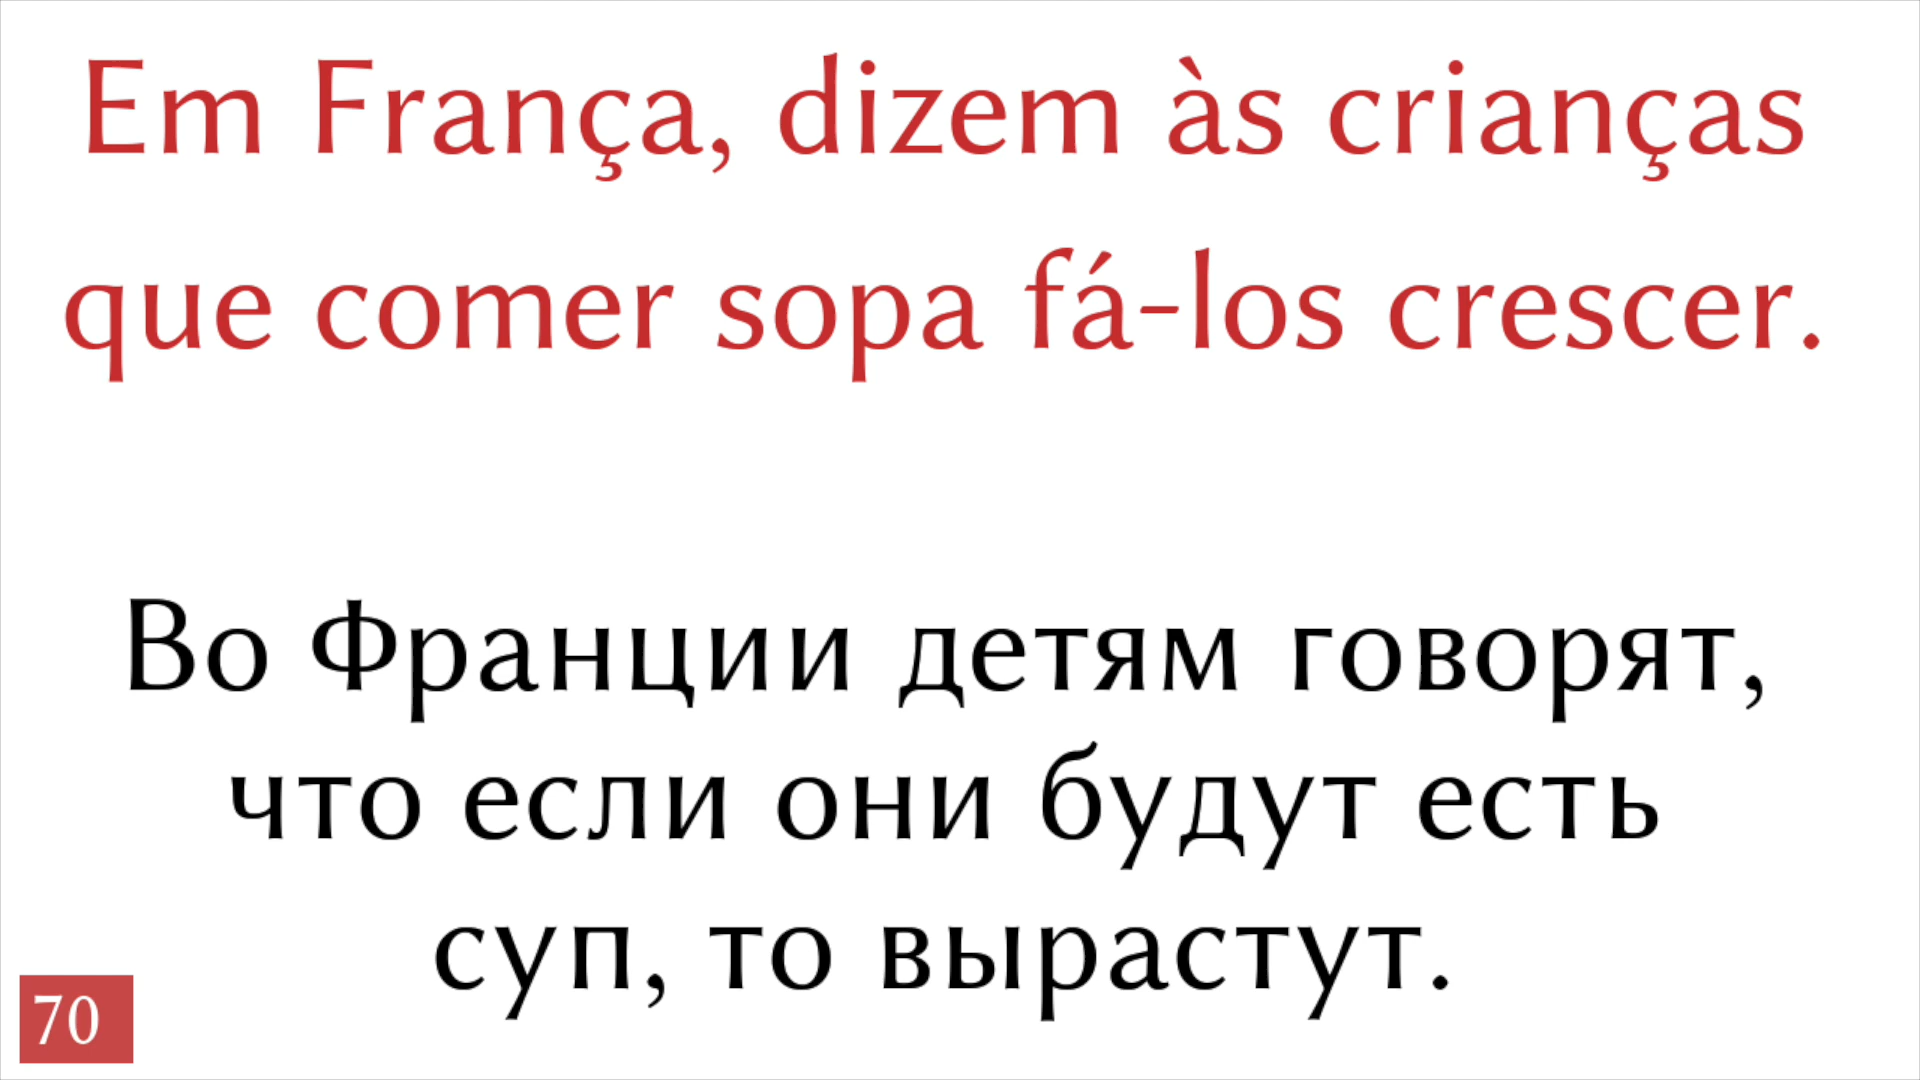 Em França, dizem às crianças
que comer sopa fá-los crescer.
Во Франции детям говорят,
что если они будут есть
суп, то вырастут.
70